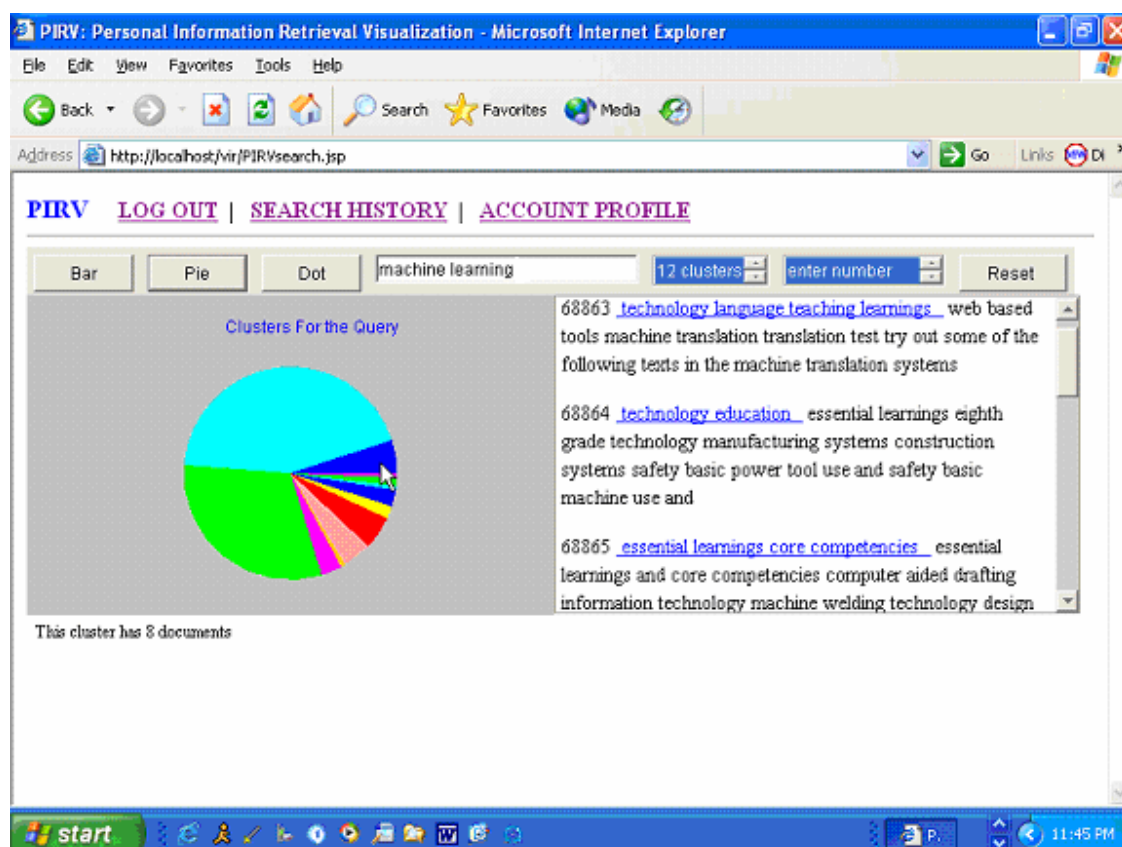 PIRV: Personal Information Retrieval Visualization - Microsoft Internet Explorer
File Edit View Favorites Tools Help
Back Search Favorites Media
Address http://localhost/vir/PIRVsearch.jsp Go Links
PIRV LOG OUT | SEARCH HISTORY | ACCOUNT PROFILE
Bar Pie Dot machine learning 12 clusters enter number Reset
Clusters For the Query
68863 technology language teaching learnings web based
tools machine translation translation test try out some of the
following texts in the machine translation systems
68864 technology education essential learnings eighth
grade technology manufacturing systems construction
systems safety basic power tool use and safety basic
machine use and
68865 essential learnings core competencies essential
learnings and core competencies computer aided drafting
information technology machine welding technology design
This cluster has 8 documents
start P. 11:45 PM